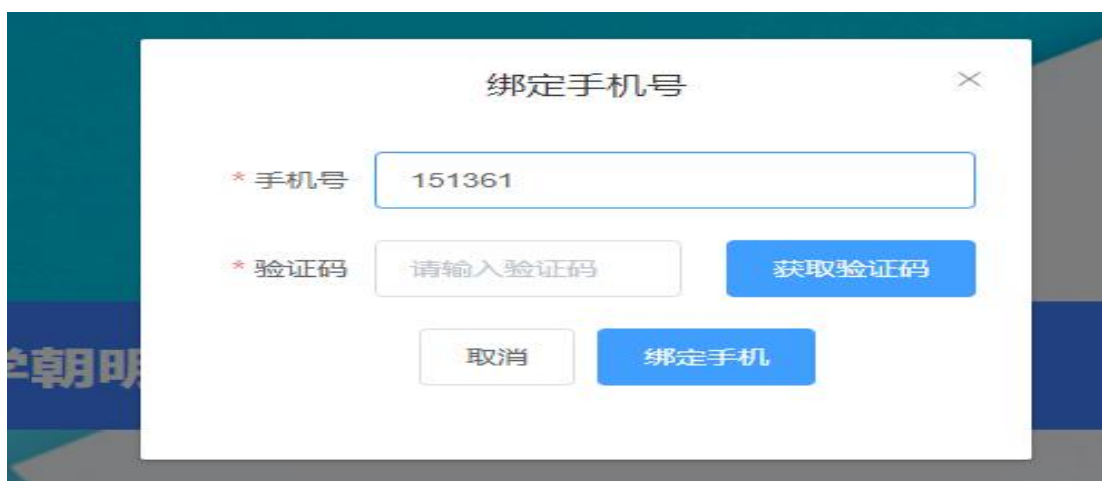 绑定手机号
* 手机号 151361
* 验证码 请输入验证码 获取验证码
取消 绑定手机
学朝明